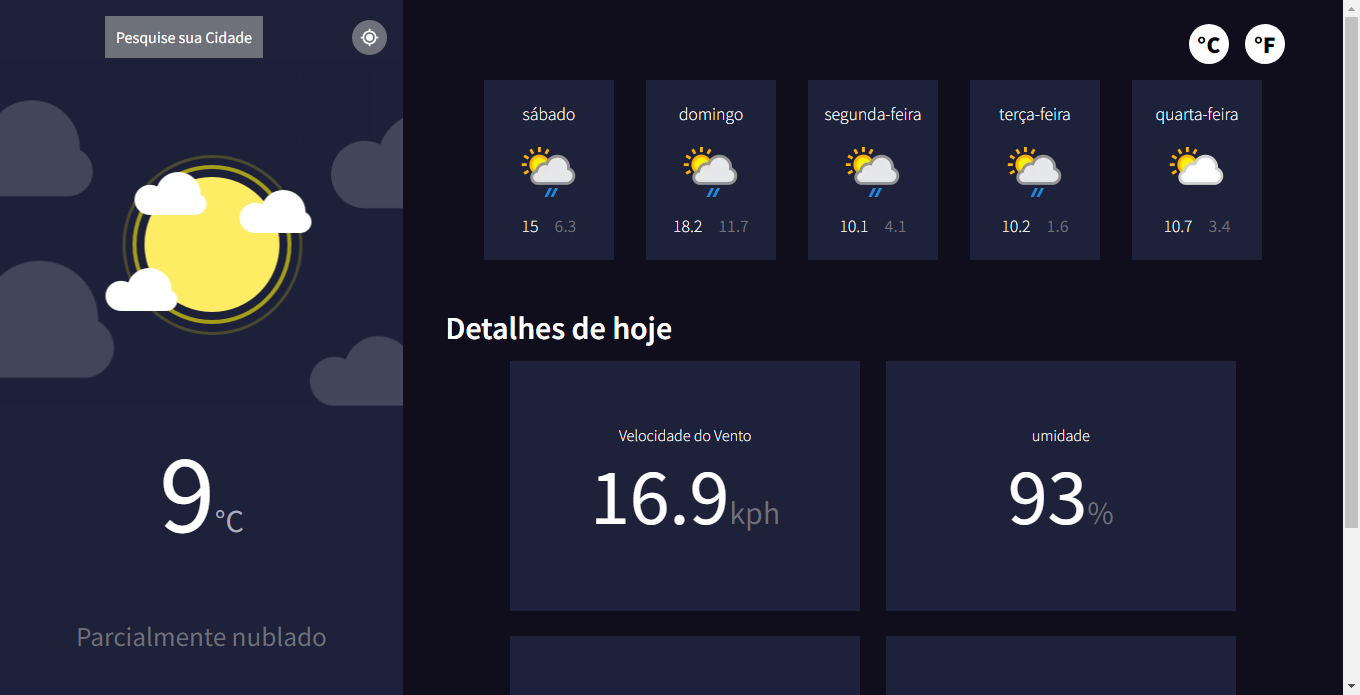 Pesquise sua Cidade
9°C
Parcialmente nublado
°C °F
sábado
15 6.3
domingo
18.2 11.7
segunda-feira
10.1 4.1
terça-feira
10.2 1.6
quarta-feira
10.7 3.4
Detalhes de hoje
Velocidade do Vento
16.9kph
umidade
93%